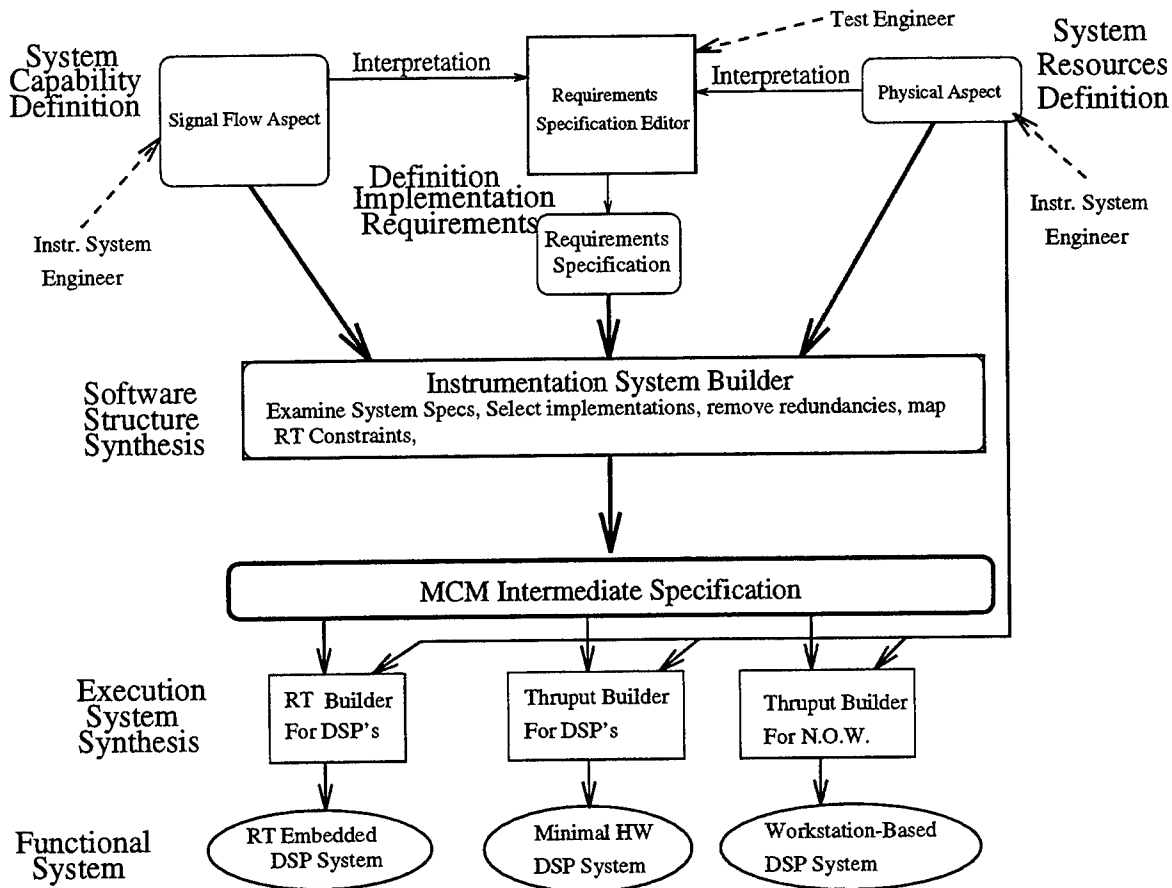 Test Engineer
System
Capability
Definition
Interpretation
System
Resources
Definition
Interpretation
Signal Flow Aspect
Requirements
Specification Editor
Physical Aspect
Definition
Implementation
Requirements
Instr. System
Engineer
Requirements
Specification
Instr. System
Engineer
Software
Structure
Synthesis
Instrumentation System Builder
Examine System Specs, Select implementations, remove redundancies, map
RT Constraints,
MCM Intermediate Specification
Execution
System
Synthesis
RT Builder
For DSP's
Thruput Builder
For DSP's
Thruput Builder
For N.O.W.
Functional
System
RT Embedded
DSP System
Minimal HW
DSP System
Workstation-Based
DSP System